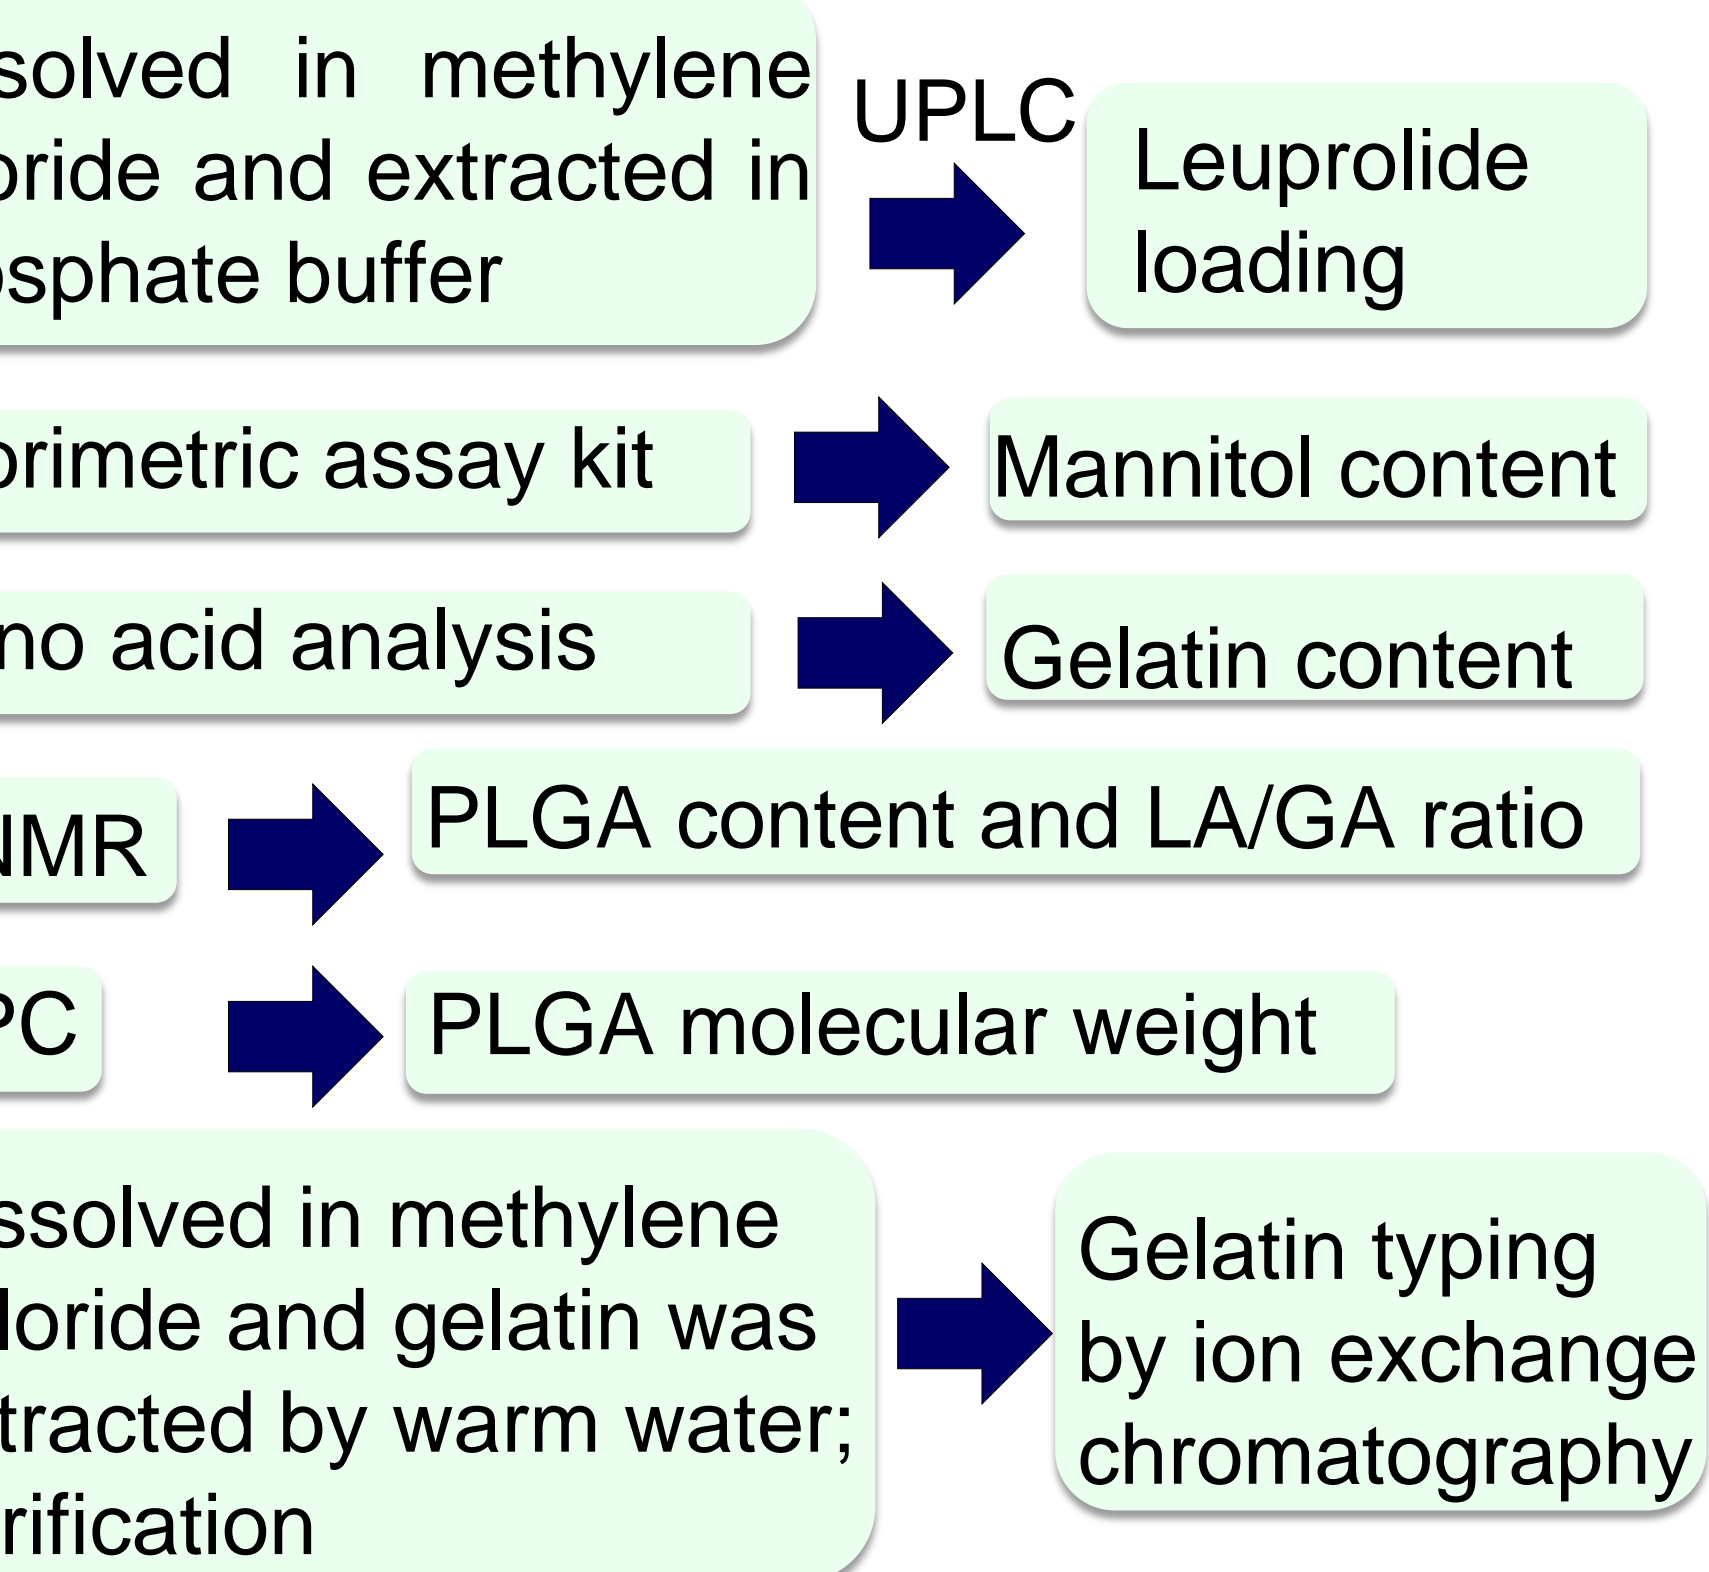 solved in methylene
oride and extracted in
osphate buffer
UPLC
Leuprolide
loading
orimetric assay kit
Mannitol content
no acid analysis
Gelatin content
NMR
PLGA content and LA/GA ratio
PC
PLGA molecular weight
ssolved in methylene
loride and gelatin was
tracted by warm water;
rification
Gelatin typing
by ion exchange
chromatography